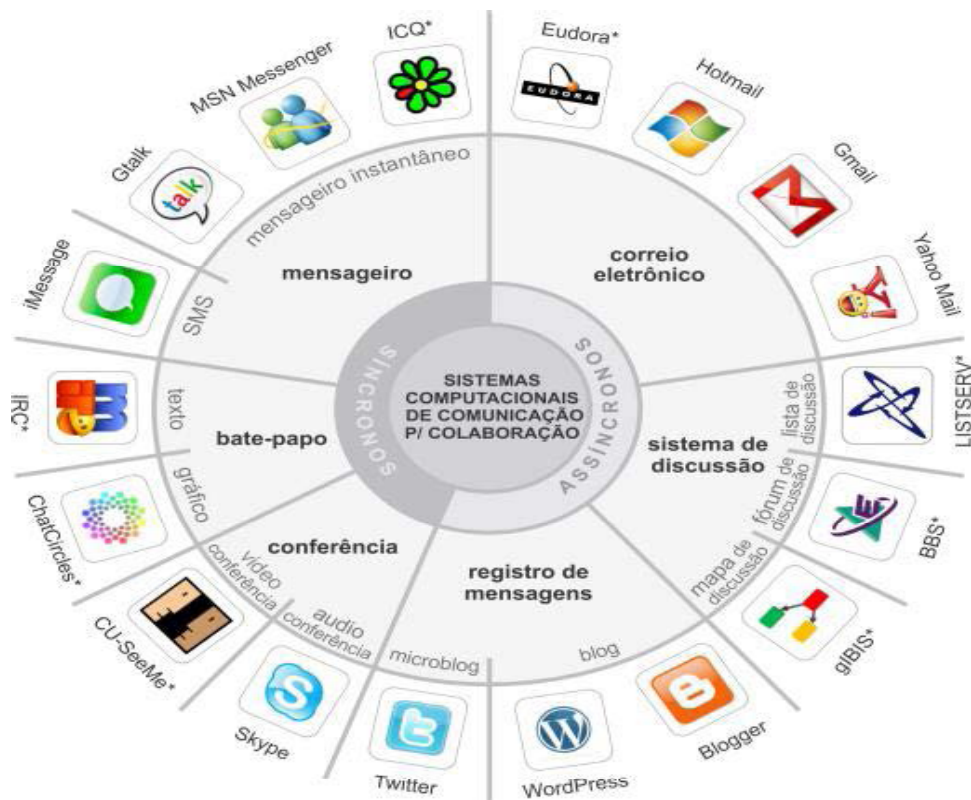 ICQ*
MSN Messenger
Gtalk
iMessage
IRC*
ChatCircles*
CU-SeeMe*
Skype
Twitter
WordPress
Blogger
gIBIS*
BBS*
LISTSERV*
Yahoo Mail
Gmail
Hotmail
Eudora*
EUDORA
talk
mensageiro instantâneo
SMS
mensageiro
texto
gráfico
bate-papo
vídeo
conferência
audio
conferência
conferência
microblog
blog
registro de
mensagens
mapa de
discussão
fórum de
discussão
lista de
discussão
sistema de
discussão
correio
eletrônico
SÍNCRONOS
ASSÍNCRONOS
SISTEMAS
COMPUTACIONAIS
DE COMUNICAÇÃO
P/ COLABORAÇÃO